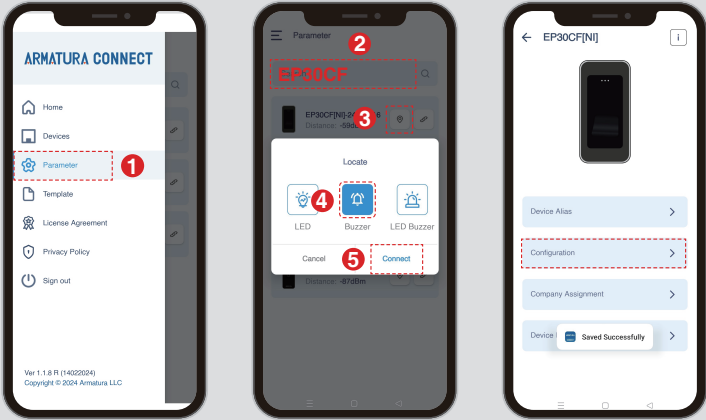 ARMATURA CONNECT
Home
Devices
Parameter
1
Template
License Agreement
Privacy Policy
Sign out
Ver 1.1.8 R (14022024)
Copyright © 2024 Armatura LLC
Parameter
2
EP30CF
3
Distance:
Locate
4
LED
Buzzer
LED Buzzer
Cancel
5
Connect
Distance: -87dBm
EP30CF[NI]
i
Device Alias
Configuration
Company Assignment
Device
Saved Successfully